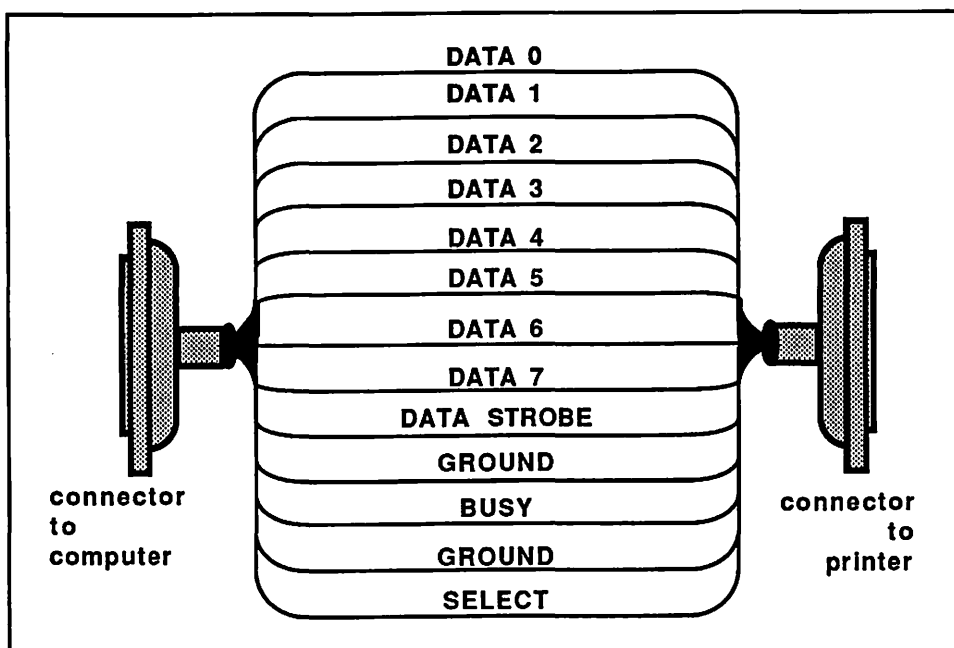 DATA 0
DATA 1
DATA 2
DATA 3
DATA 4
DATA 5
DATA 6
DATA 7
DATA STROBE
GROUND
BUSY
GROUND
SELECT
connector
to
computer
connector
to
printer